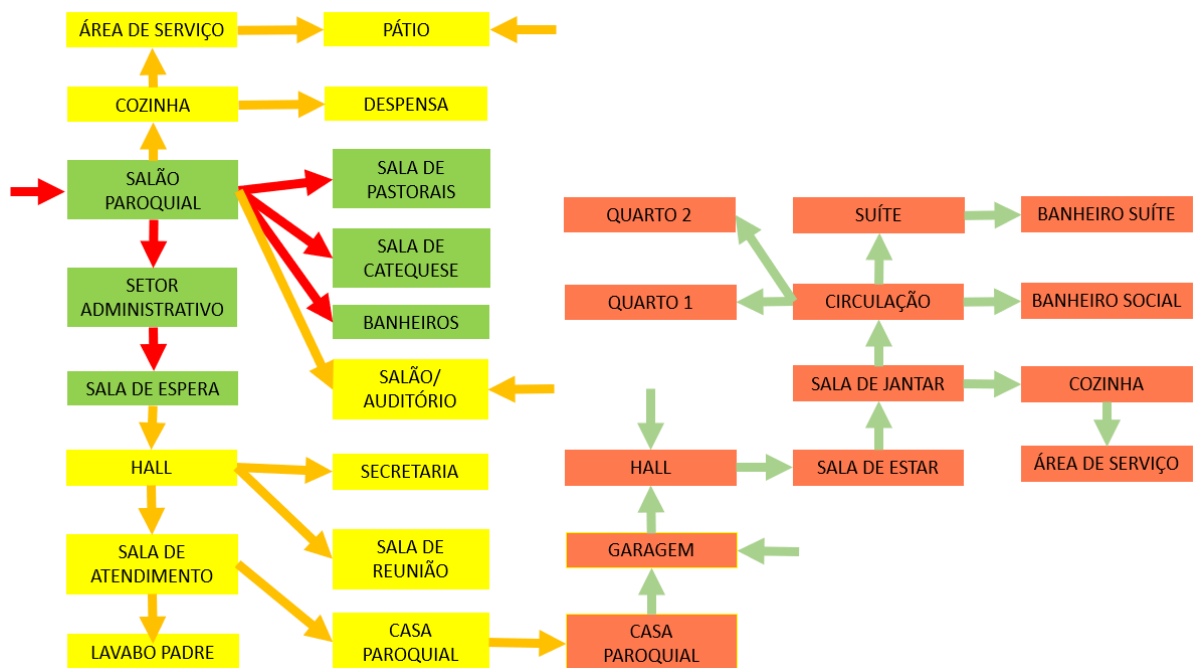 ÁREA DE SERVIÇO
PÁTIO
COZINHA
DESPENSA
SALÃO
PAROQUIAL
SALA DE
PASTORAIS
SETOR
ADMINISTRATIVO
SALA DE
CATEQUESE
BANHEIROS
SALA DE ESPERA
SALÃO/
AUDITÓRIO
HALL
SECRETARIA
SALA DE
ATENDIMENTO
SALA DE
REUNIÃO
LAVABO PADRE
CASA
PAROQUIAL
QUARTO 2
SUÍTE
BANHEIRO SUÍTE
QUARTO 1
CIRCULAÇÃO
BANHEIRO SOCIAL
SALA DE JANTAR
COZINHA
HALL
SALA DE ESTAR
ÁREA DE SERVIÇO
GARAGEM
CASA
PAROQUIAL